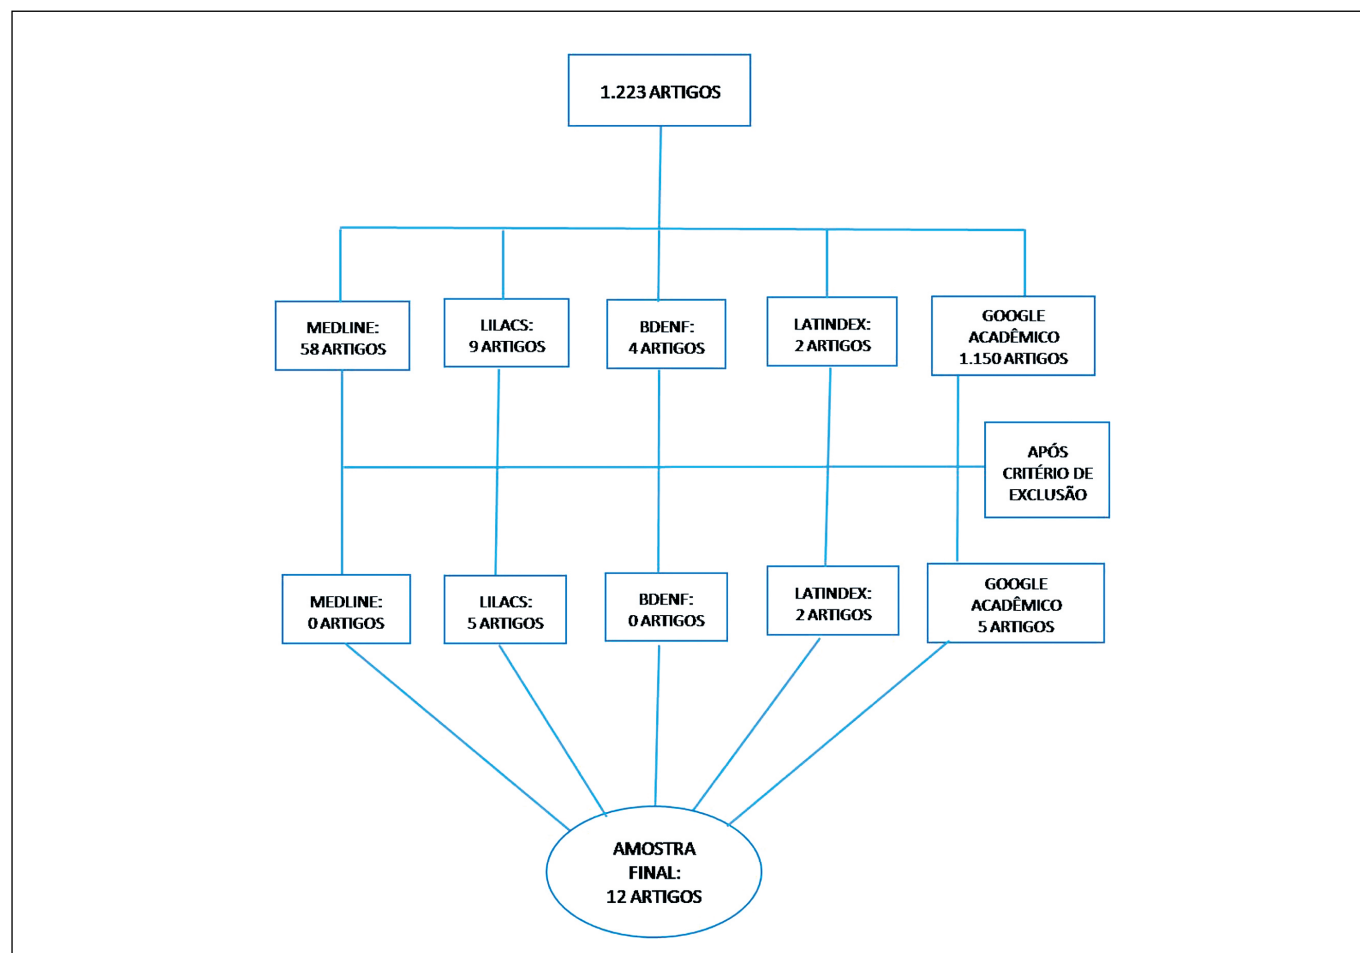 1.223 ARTIGOS
MEDLINE:
58 ARTIGOS
LILACS:
9 ARTIGOS
BDENF:
4 ARTIGOS
LATINDEX:
2 ARTIGOS
GOOGLE
ACADÊMICO
1.150 ARTIGOS
APÓS
CRITÉRIO DE
EXCLUSÃO
MEDLINE:
0 ARTIGOS
LILACS:
5 ARTIGOS
BDENF:
0 ARTIGOS
LATINDEX:
2 ARTIGOS
GOOGLE
ACADÊMICO
5 ARTIGOS
AMOSTRA
FINAL:
12 ARTIGOS